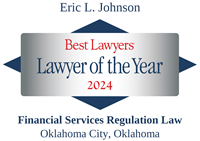 Eric L. Johnson
Best Lawyers
Lawyer of the Year
2024
Financial Services Regulation Law
Oklahoma City, Oklahoma